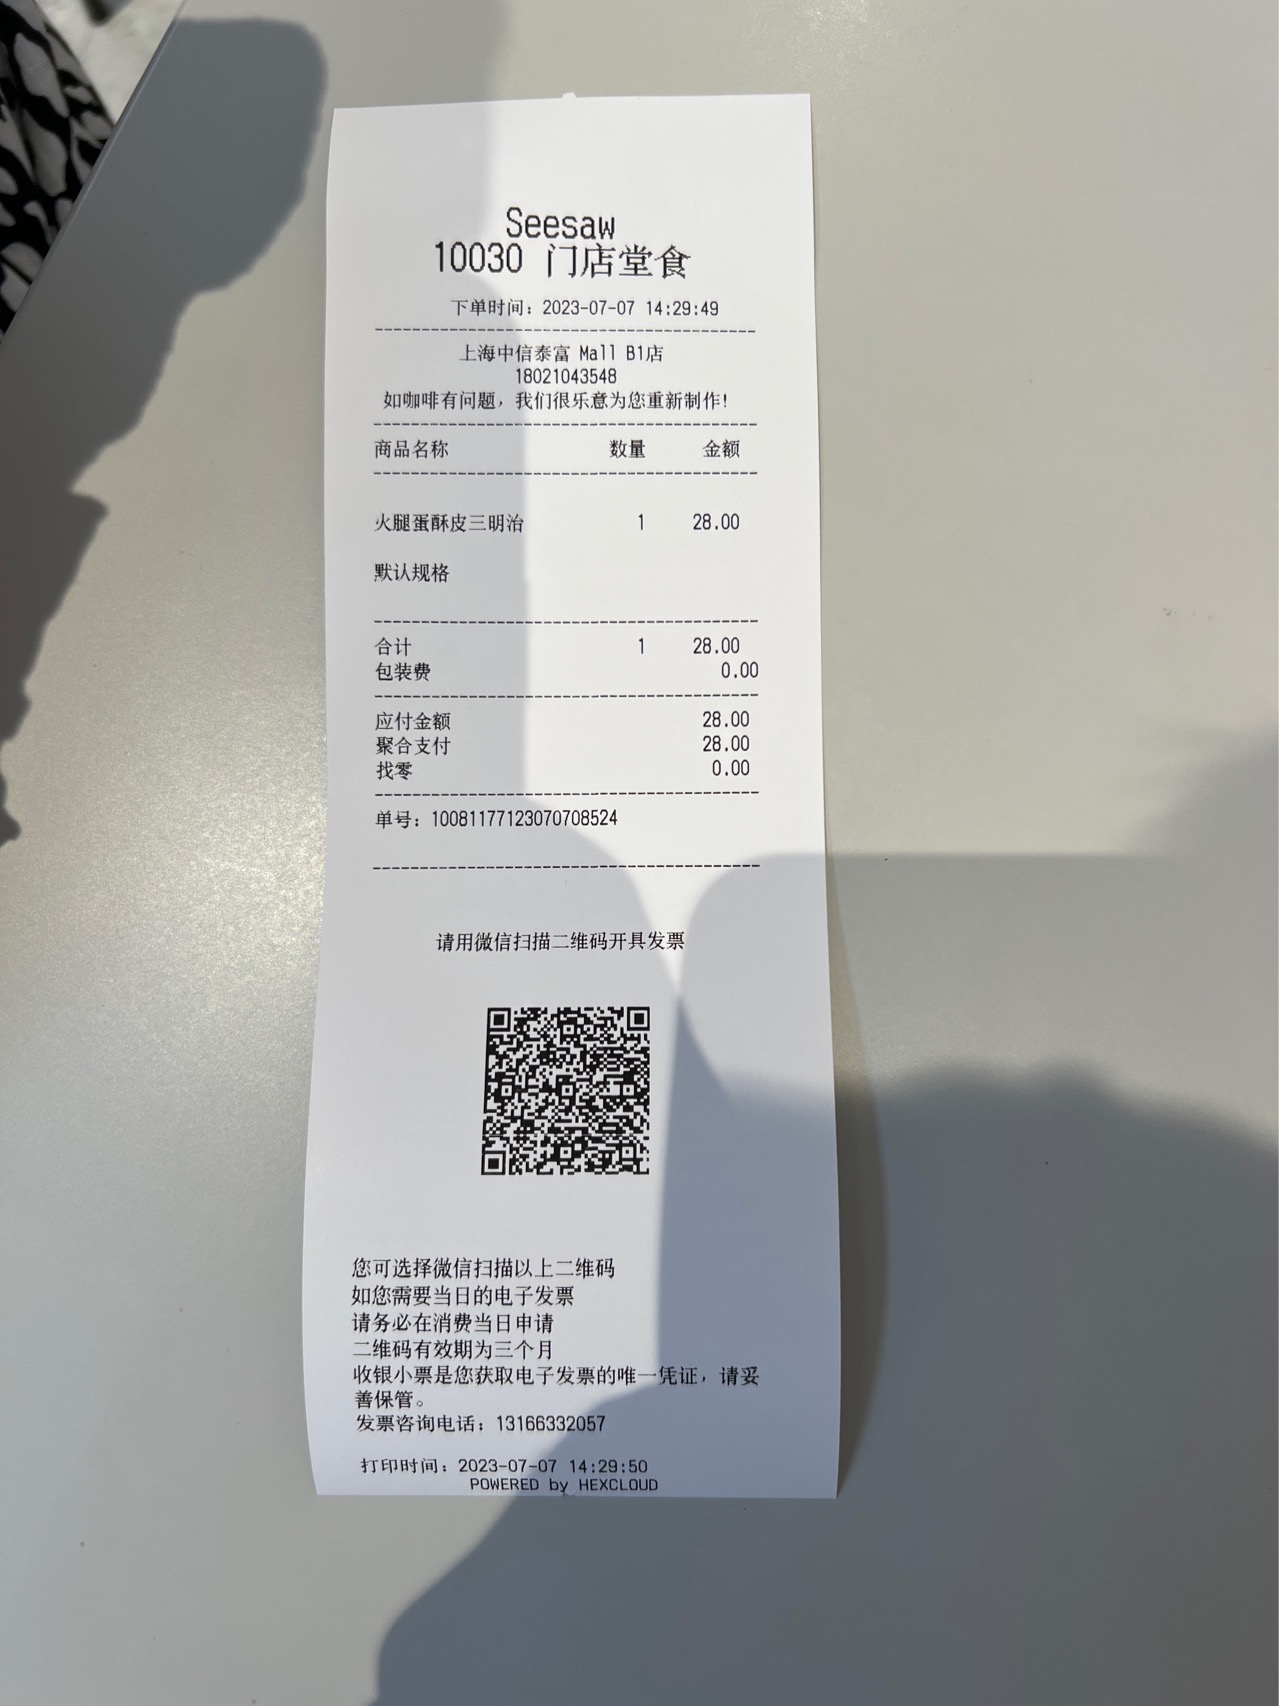 Seesaw
10030 门店堂食
下单时间：2023-07-07 14:29:49
上海中信泰富 Mall B1店
18021043548
如咖啡有问题，我们很乐意为您重新制作！
商品名称 数量 金额
火腿蛋酥皮三明治 1 28.00
默认规格
合计 1 28.00
包装费 0.00
应付金额 28.00
聚合支付 28.00
找零 0.00
单号：10081177123070708524
请用微信扫描二维码开具发票
您可选择微信扫描以上二维码
如您需要当日的电子发票
请务必在消费当日申请
二维码有效期为三个月
收银小票是您获取电子发票的唯一凭证，请妥
善保管。
发票咨询电话：13166332057
打印时间：2023-07-07 14:29:50
POWERED by HEXCLOUD